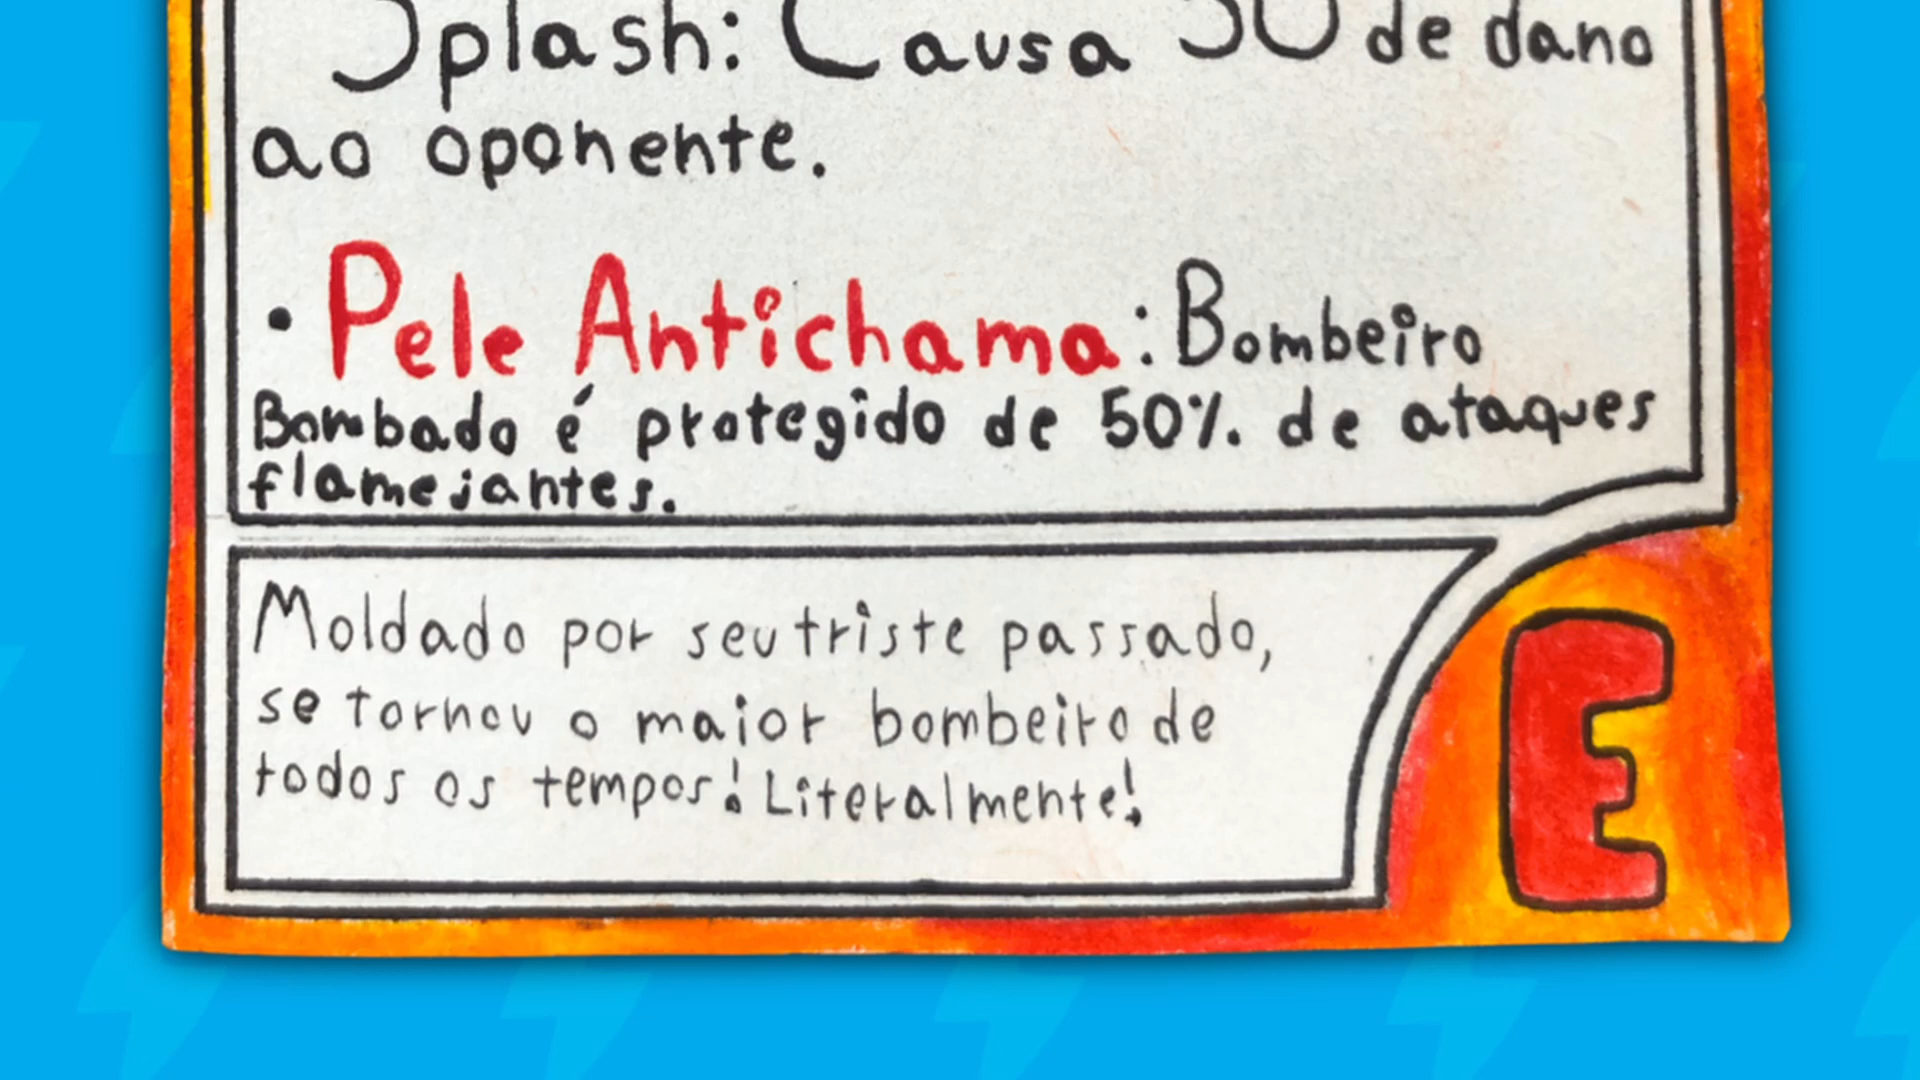 Splash: Causa 50 de dano
ao oponente.
• Pele Antichama: Bombeiro
Bombado é protegido de 50% de ataques
flamejantes.
Moldado por seu triste passado,
se tornou o maior bombeiro de
todos os tempos! Literalmente!
E